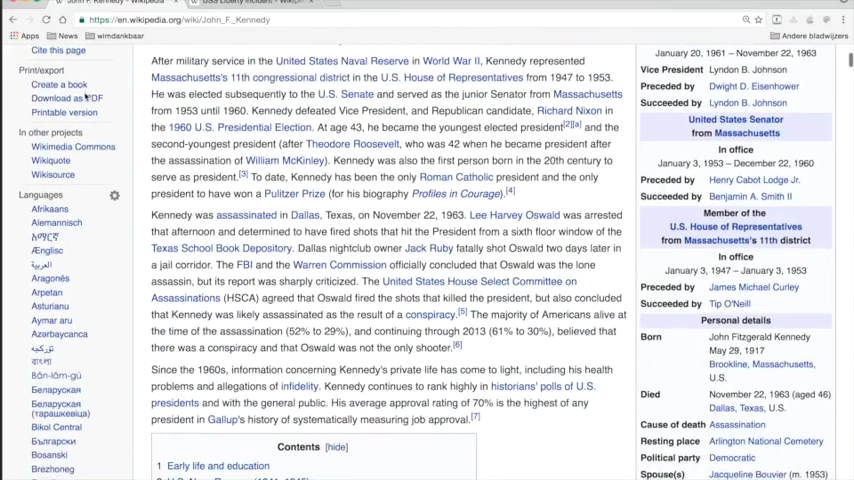 John F. Kennedy - Wikipedia
USS Liberty incident - Wikip
https://en.wikipedia.org/wiki/John_F._Kennedy
Apps News wimdankbaar Andere bladwijzers
Cite this page
Print/export
Create a book
Download as PDF
Printable version
In other projects
Wikimedia Commons
Wikiquote
Wikisource
Languages
Afrikaans
Alemannisch
አማርኛ
Ænglisc
العربية
Aragonés
Arpetan
Asturianu
Aymar aru
Azərbaycanca
تۆرکجه
বাংলা
Bân-lâm-gú
Беларуская
Беларуская
(тарашкевіца)
Bikol Central
Български
Bosanski
Brezhoneg
After military service in the United States Naval Reserve in World War II, Kennedy represented
Massachusetts's 11th congressional district in the U.S. House of Representatives from 1947 to 1953.
He was elected subsequently to the U.S. Senate and served as the junior Senator from Massachusetts
from 1953 until 1960. Kennedy defeated Vice President, and Republican candidate, Richard Nixon in
the 1960 U.S. Presidential Election. At age 43, he became the youngest elected president[2][a] and the
second-youngest president (after Theodore Roosevelt, who was 42 when he became president after
the assassination of William McKinley). Kennedy was also the first person born in the 20th century to
serve as president.[3] To date, Kennedy has been the only Roman Catholic president and the only
president to have won a Pulitzer Prize (for his biography Profiles in Courage).[4]
Kennedy was assassinated in Dallas, Texas, on November 22, 1963. Lee Harvey Oswald was arrested
that afternoon and determined to have fired shots that hit the President from a sixth floor window of the
Texas School Book Depository. Dallas nightclub owner Jack Ruby fatally shot Oswald two days later in
a jail corridor. The FBI and the Warren Commission officially concluded that Oswald was the lone
assassin, but its report was sharply criticized. The United States House Select Committee on
Assassinations (HSCA) agreed that Oswald fired the shots that killed the president, but also concluded
that Kennedy was likely assassinated as the result of a conspiracy.[5] The majority of Americans alive at
the time of the assassination (52% to 29%), and continuing through 2013 (61% to 30%), believed that
there was a conspiracy and that Oswald was not the only shooter.[6]
Since the 1960s, information concerning Kennedy's private life has come to light, including his health
problems and allegations of infidelity. Kennedy continues to rank highly in historians' polls of U.S.
presidents and with the general public. His average approval rating of 70% is the highest of any
president in Gallup's history of systematically measuring job approval.[7]
Contents [hide]
1 Early life and education
January 20, 1961 – November 22, 1963
Vice President Lyndon B. Johnson
Preceded by Dwight D. Eisenhower
Succeeded by Lyndon B. Johnson
United States Senator
from Massachusetts
In office
January 3, 1953 – December 22, 1960
Preceded by Henry Cabot Lodge Jr.
Succeeded by Benjamin A. Smith II
Member of the
U.S. House of Representatives
from Massachusetts's 11th district
In office
January 3, 1947 – January 3, 1953
Preceded by James Michael Curley
Succeeded by Tip O'Neill
Personal details
Born John Fitzgerald Kennedy
May 29, 1917
Brookline, Massachusetts,
U.S.
Died November 22, 1963 (aged 46)
Dallas, Texas, U.S.
Cause of death Assassination
Resting place Arlington National Cemetery
Political party Democratic
Spouse(s) Jacqueline Bouvier (m. 1953)